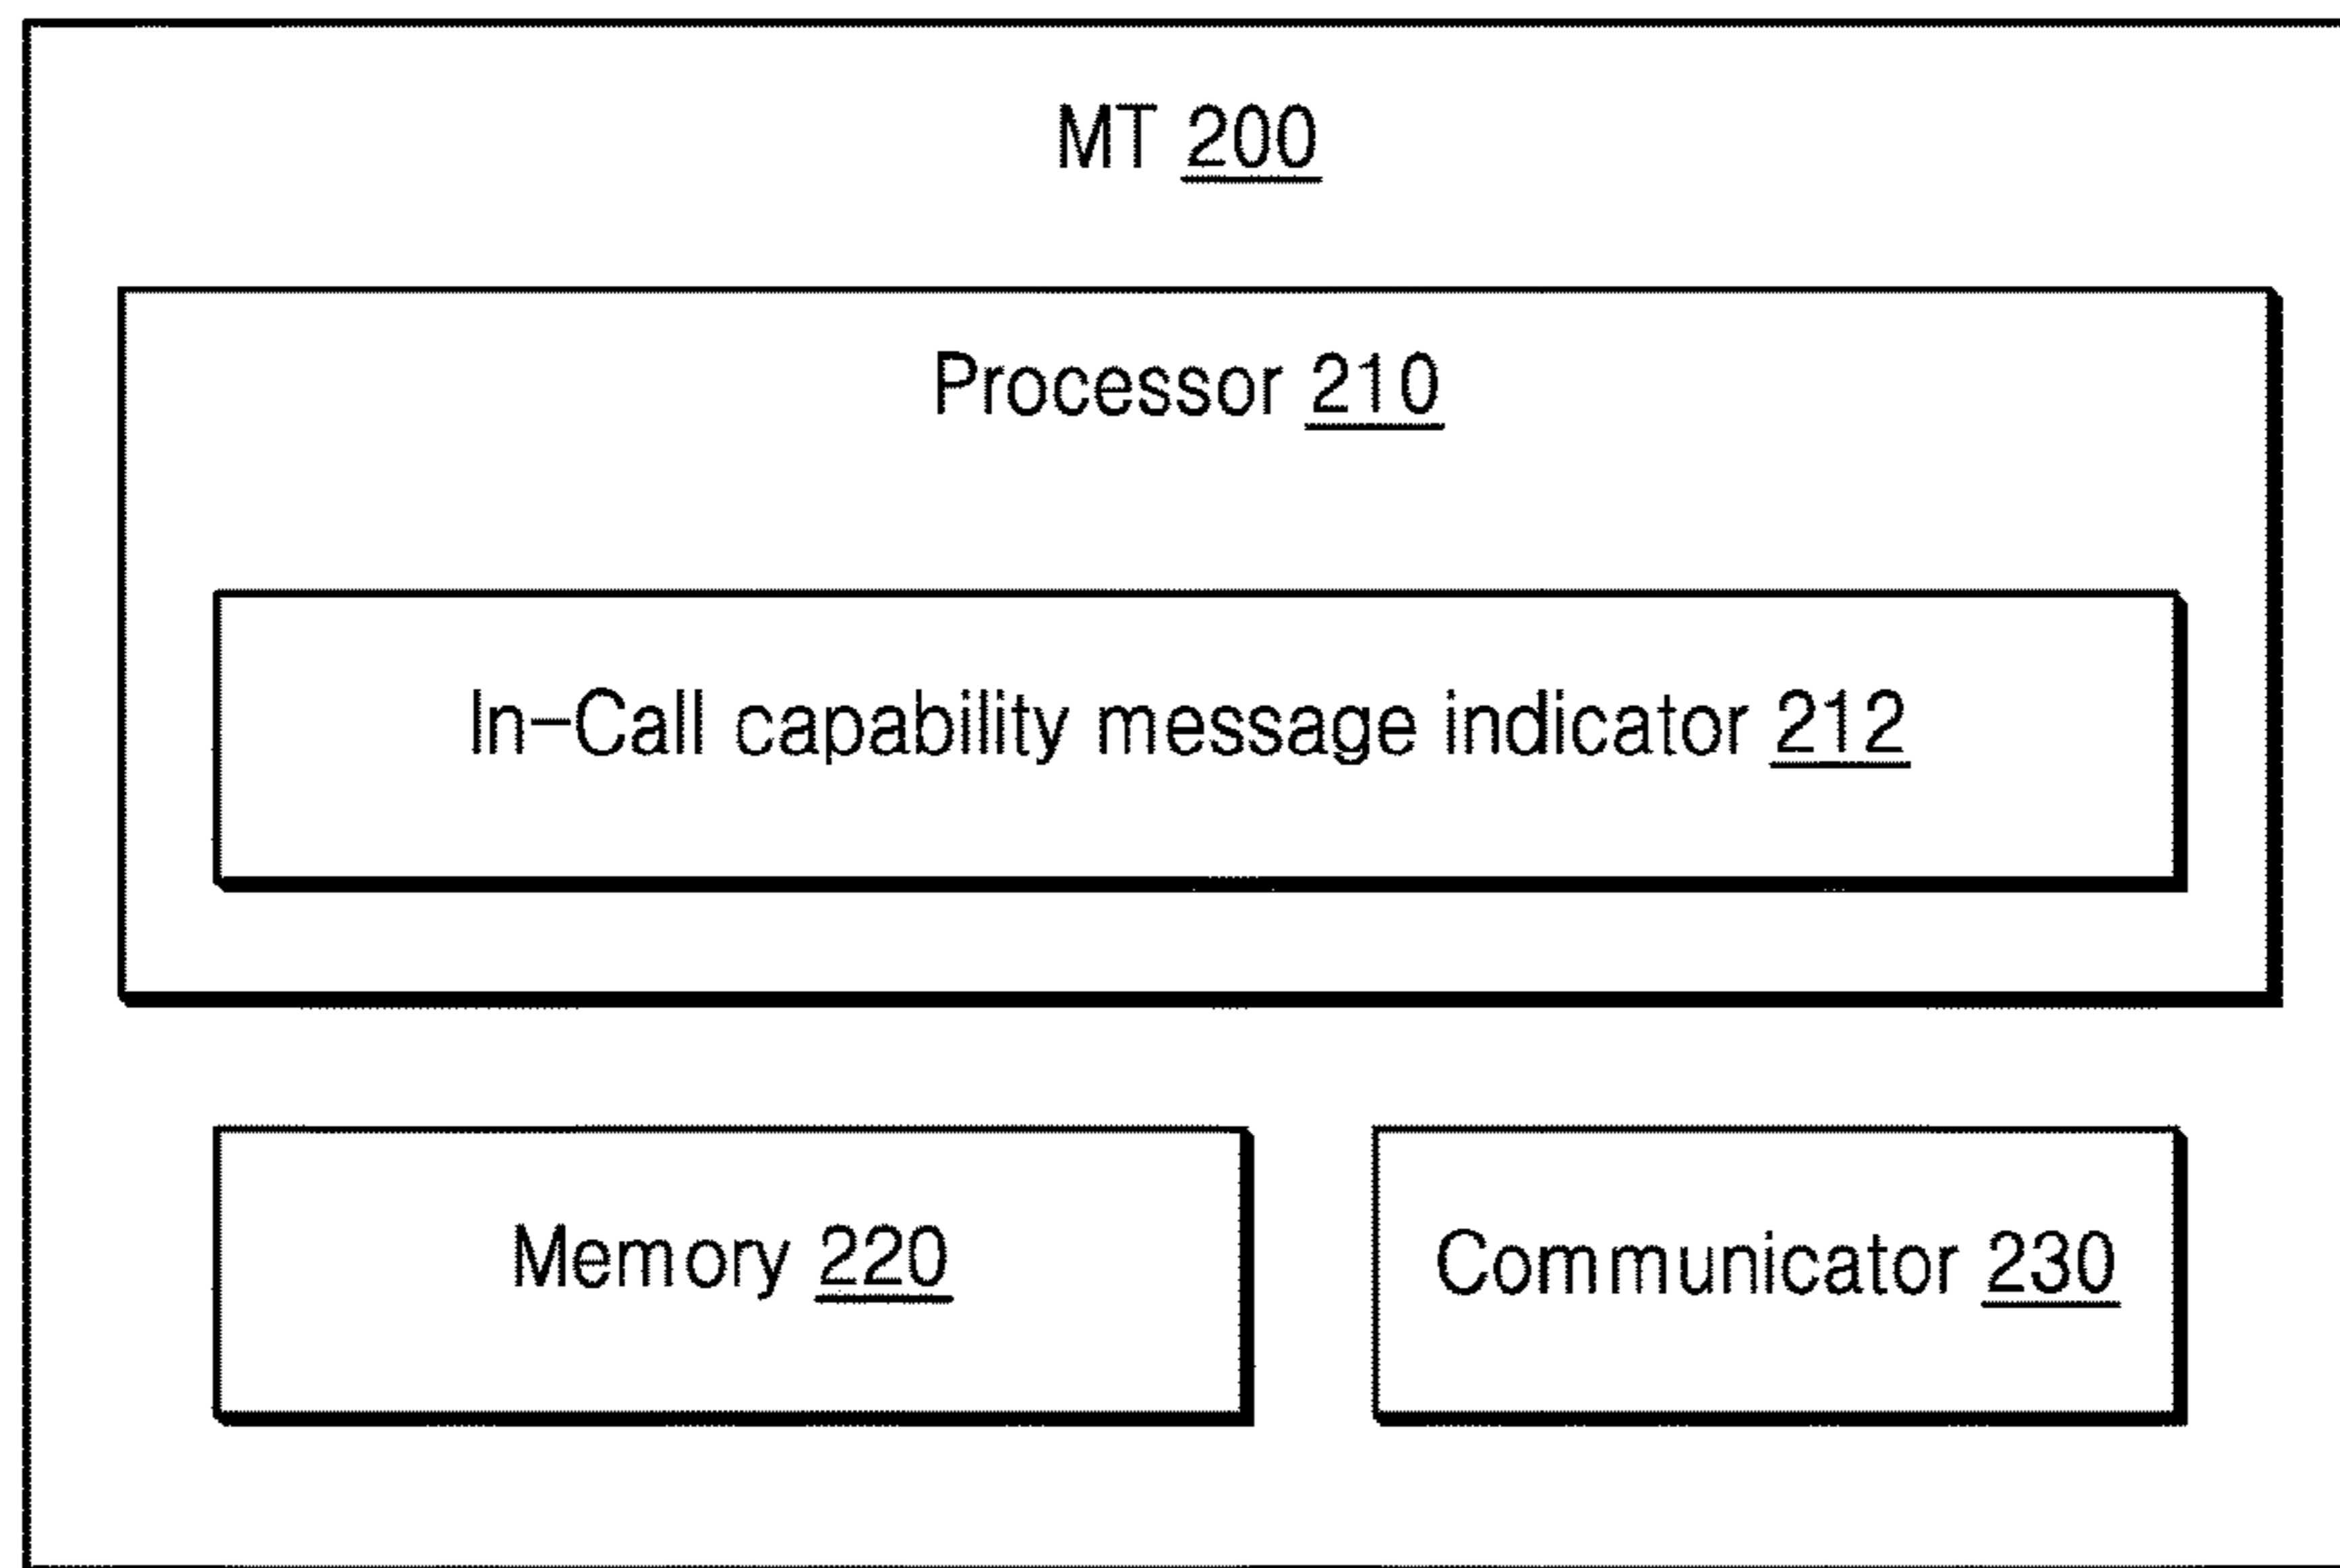 MT 200
Processor 210
In-Call capability message indicator 212
Memory 220
Communicator 230